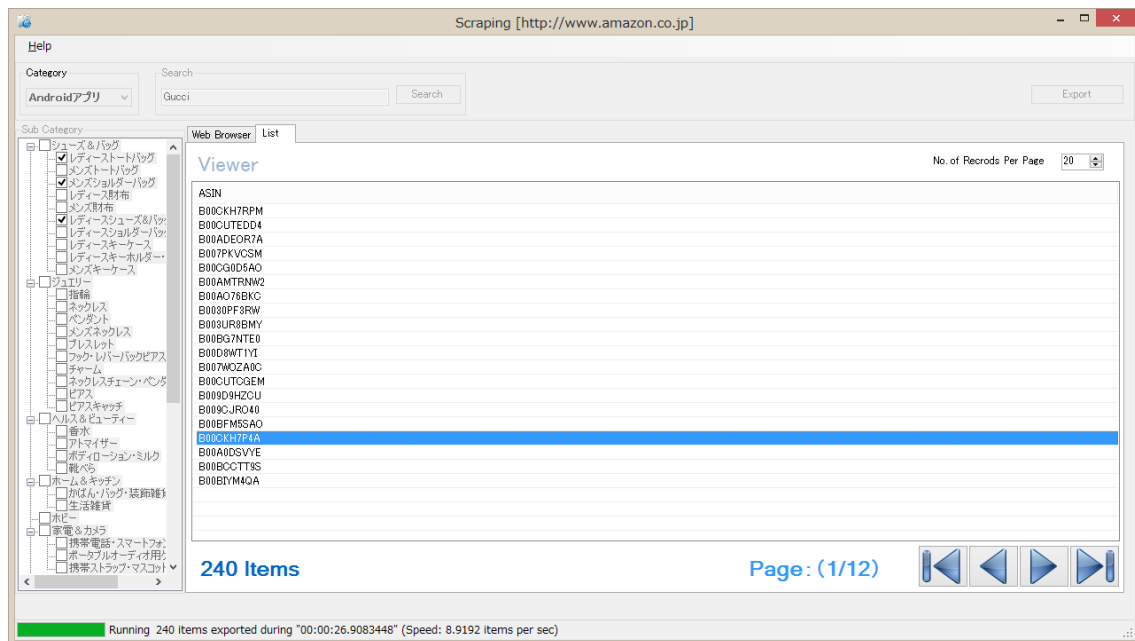 Scraping [http://www.amazon.co.jp]
Help
Category
Androidアプリ
Search
Gucci
Search
Export
Sub Category
シューズ＆バッグ
レディーストートバッグ
メンズトートバッグ
メンズショルダーバッグ
レディース財布
メンズ財布
レディースシューズ&バッ
レディースショルダーバッ
レディースキーケース
レディースキーホルダー・
メンズキーケース
ジュエリー
指輪
ネックレス
ペンダント
メンズネックレス
ブレスレット
フック・レバーバックピアス
チャーム
ネックレスチェーン・ペンダ
ピアス
ピアスキャッチ
ヘルス＆ビューティー
香水
アトマイザー
ボディローション・ミルク
靴べら
ホーム＆キッチン
かばん・バッグ・装飾雑
生活雑貨
ホビー
家電＆カメラ
携帯電話・スマートフォ
ポータブルオーディオ用
携帯ストラップ・マスコット
Web Browser
List
Viewer
No. of Recrods Per Page
20
ASIN
B00CKH7RPM
B00CUTEDD4
B00ADEOR7A
B007PKVCSM
B00CG0D5AO
B00AMTRNW2
B00AO76BKC
B0030PF3RW
B003UR8BMY
B00BG7NTE0
B00D8WT1YI
B007WOZA0C
B00CUTCGEM
B009D9HZCU
B009CJRO40
B00BFM5SAO
B00CKH7P4A
B00A0DSVYE
B00BCCTT9S
B00BIYM4QA
240 Items
Page: (1/12)
Running 240 items exported during "00:00:26.9083448" (Speed: 8.9192 items per sec)